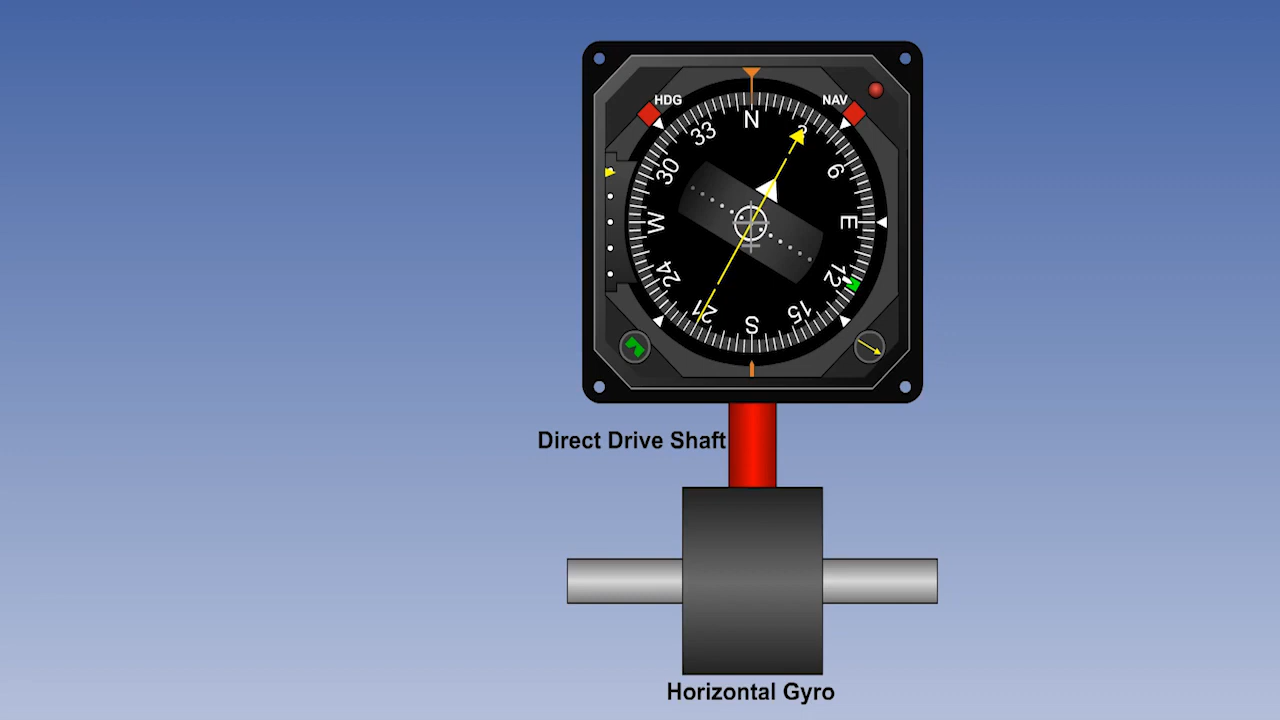 HDG
NAV
N
3
33
6
30
E
W
12
24
15
21
S
Direct Drive Shaft
Horizontal Gyro